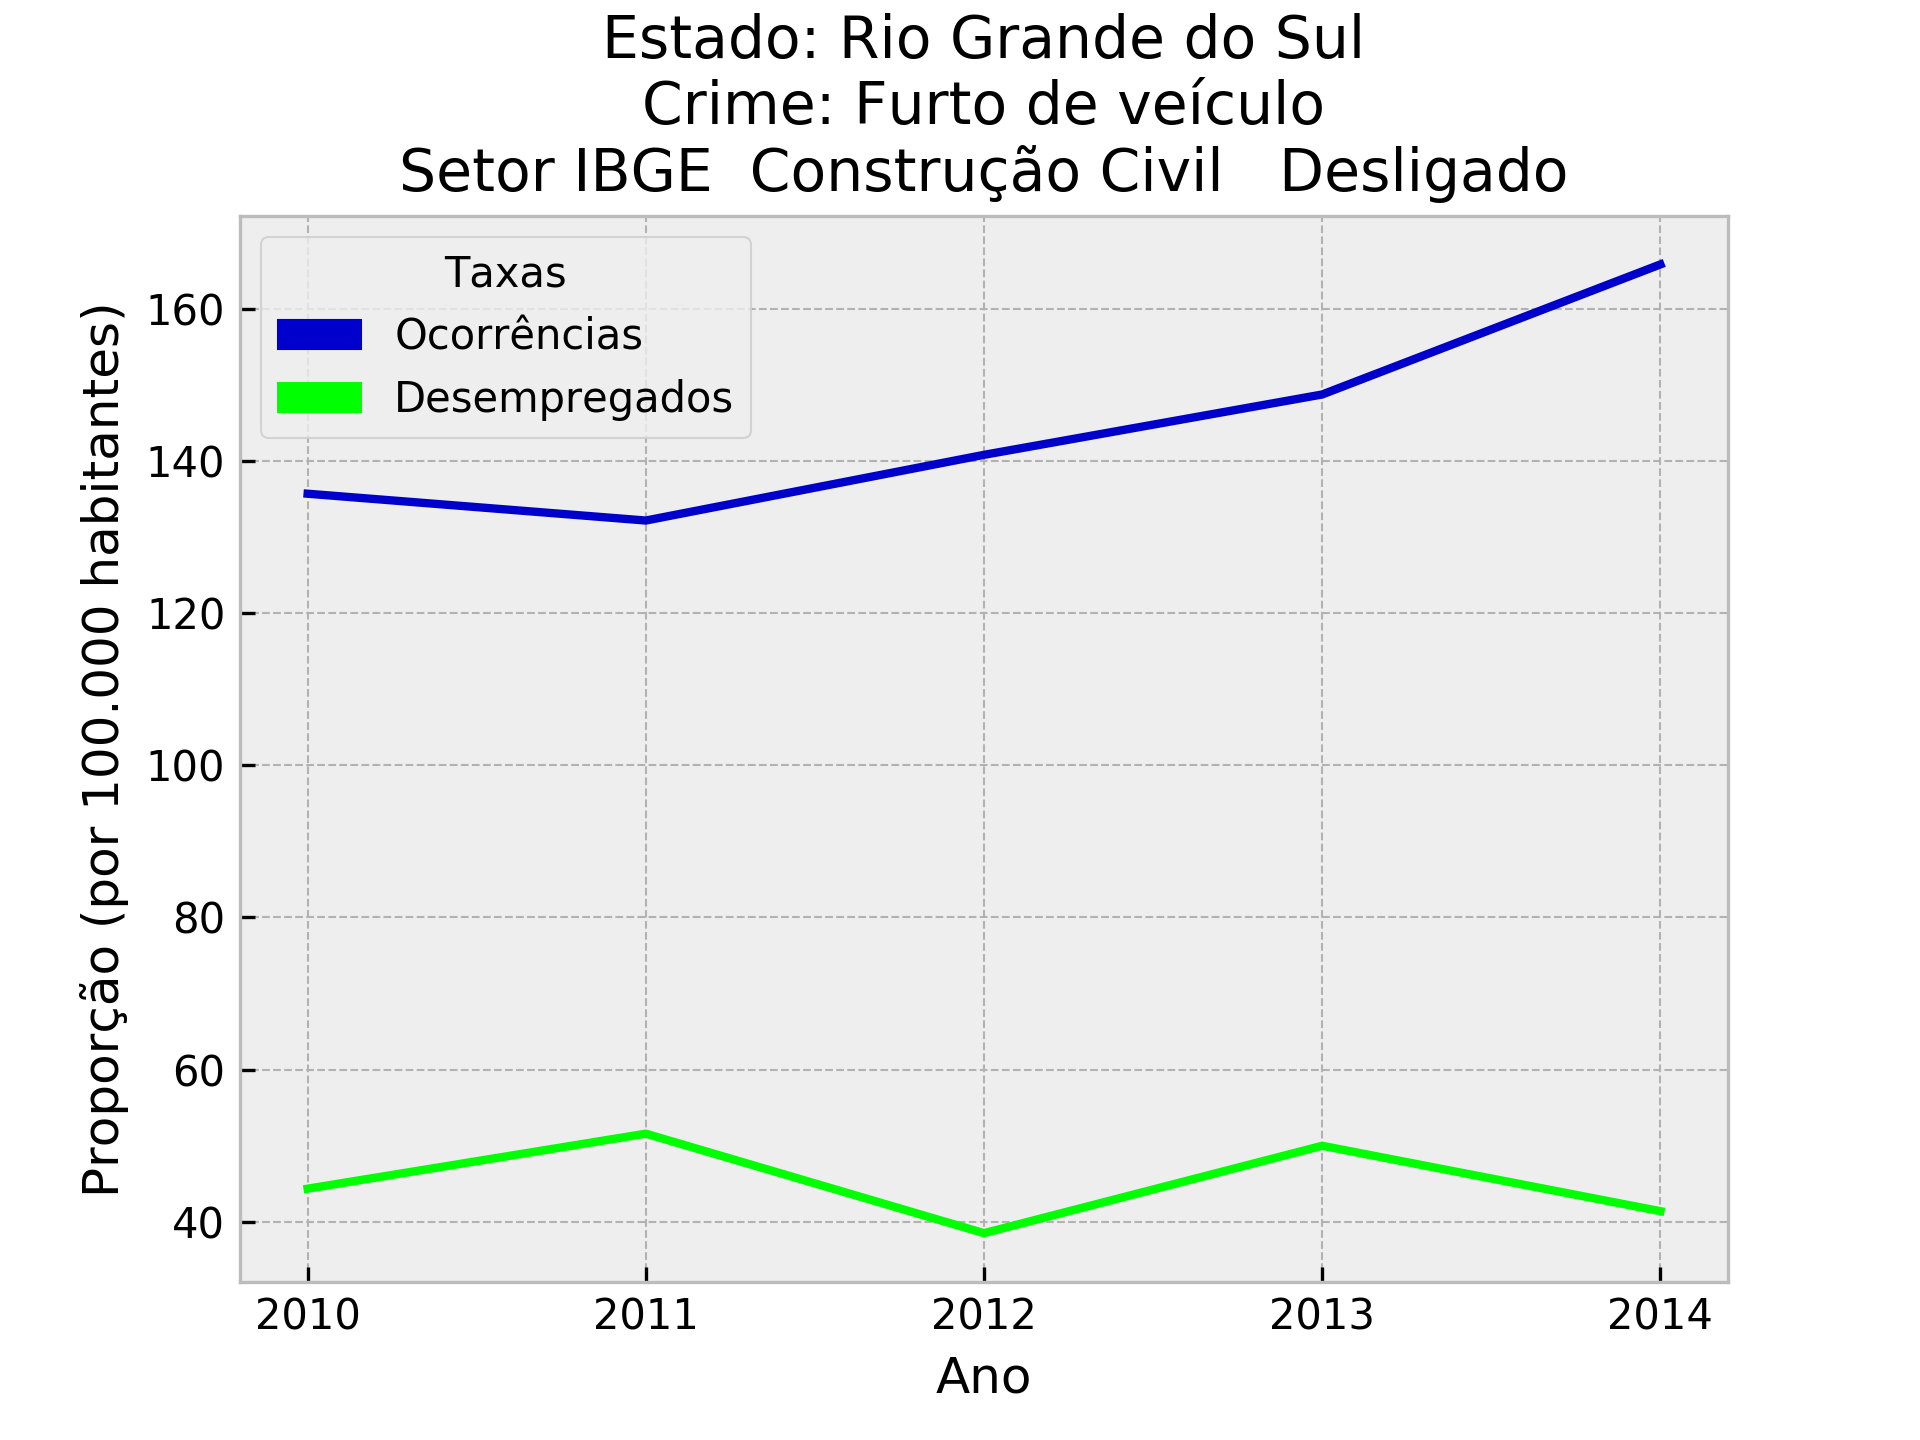 Estado: Rio Grande do Sul
Crime: Furto de veículo
Setor IBGE  Construção Civil   Desligado
Taxas
Ocorrências
Desempregados
Proporção (por 100.000 habitantes)
160
140
120
100
80
60
40
2010 2011 2012 2013 2014
Ano